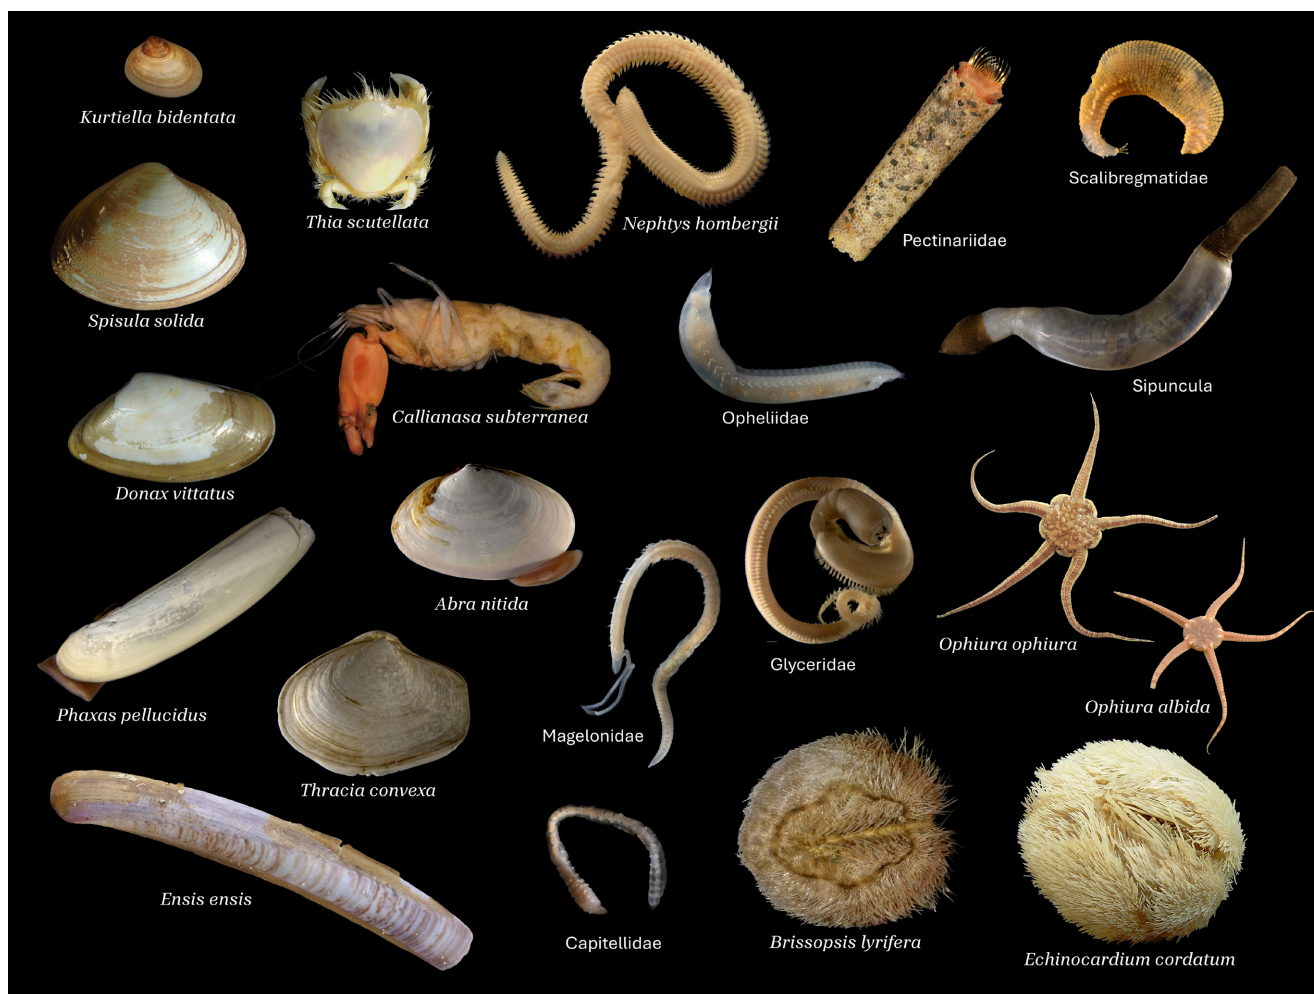 Kurtiella bidentata
Thia scutellata
Nephtys hombergii
Pectinariidae
Scalibregmatidae
Spisula solida
Callianasa subterranea
Opheliidae
Sipuncula
Donax vittatus
Abra nitida
Glyceridae
Ophiura ophiura
Ophiura albida
Phaxas pellucidus
Magelonidae
Thracia convexa
Ensis ensis
Capitellidae
Brissopsis lyrifera
Echinocardium cordatum